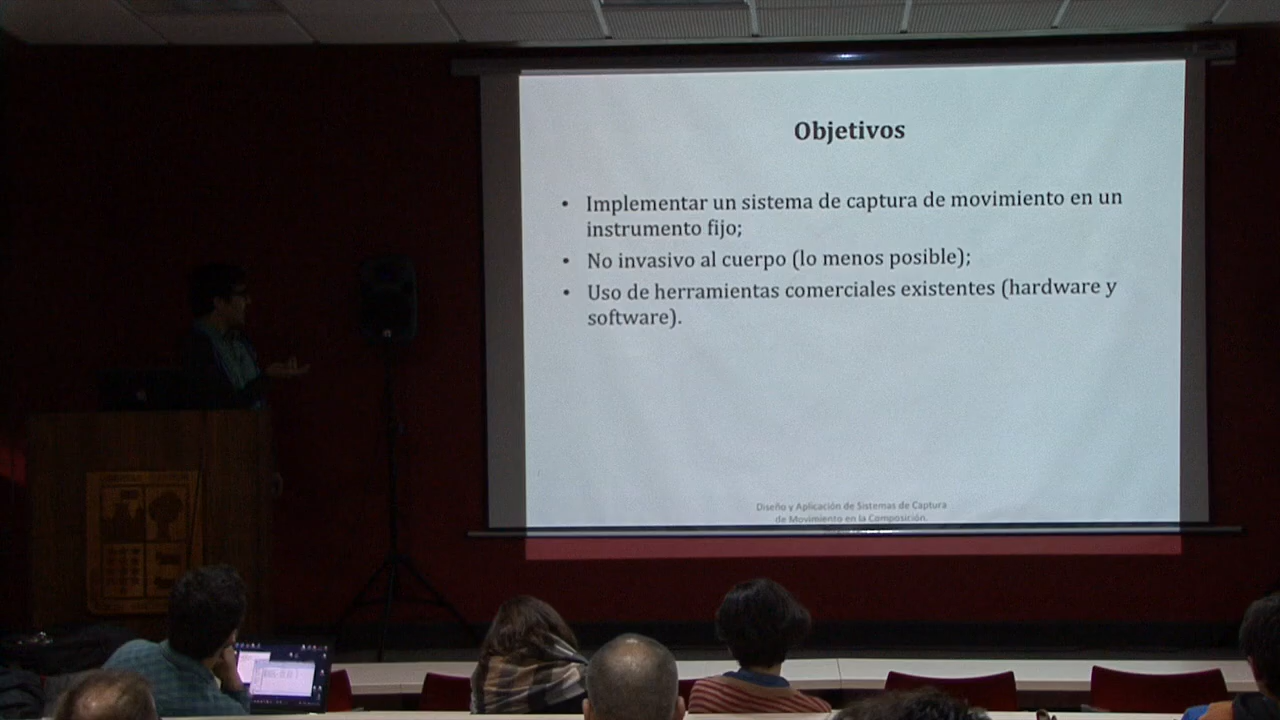 Objetivos
• Implementar un sistema de captura de movimiento en un
instrumento fijo;
• No invasivo al cuerpo (lo menos posible);
• Uso de herramientas comerciales existentes (hardware y
software).
Diseño y Aplicación de Sistemas de Captura
de Movimiento en la Composición.